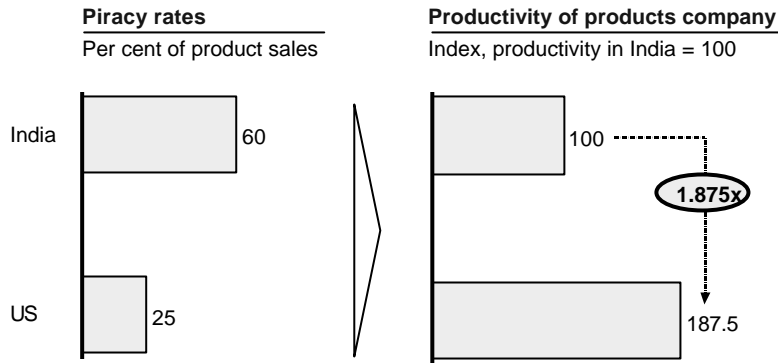 Piracy rates
Per cent of product sales
Productivity of products company
Index, productivity in India = 100
India
60
100
1.875x
US
25
187.5